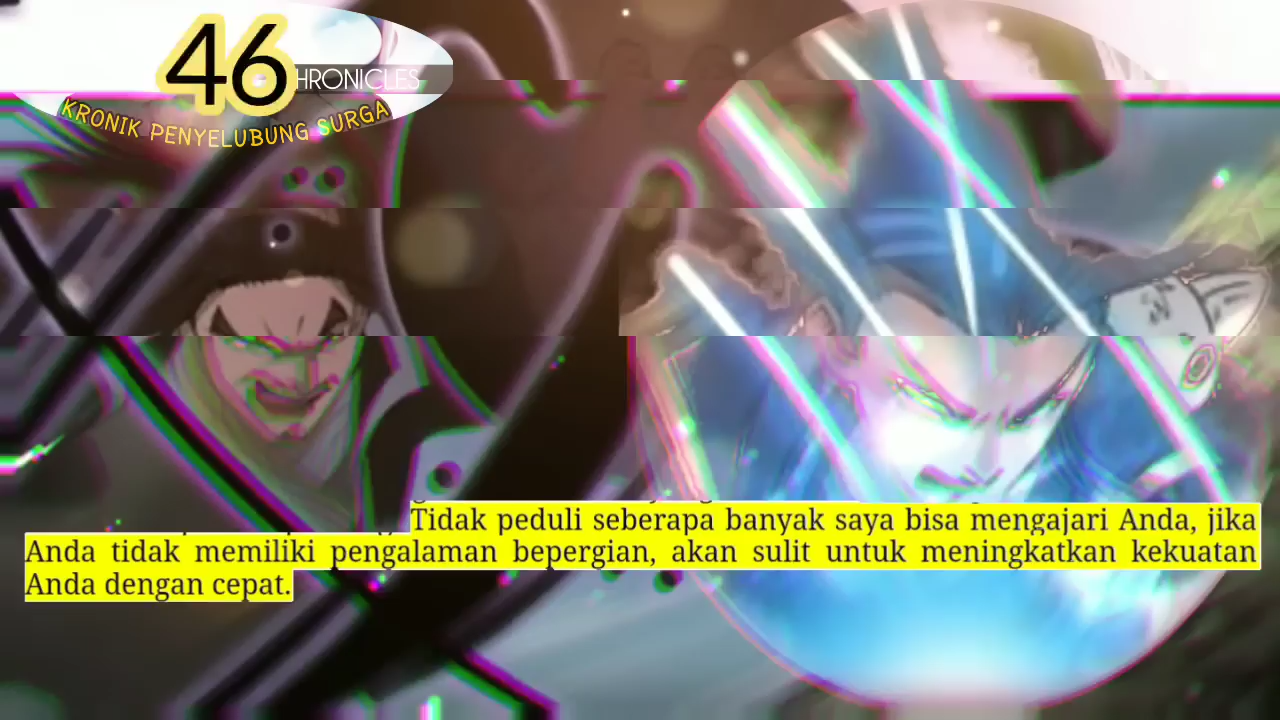 46
HRONICLES
KRONIK PENYELUBUNG SURGA
Tidak peduli seberapa banyak saya bisa mengajari Anda, jika
Anda tidak memiliki pengalaman bepergian, akan sulit untuk meningkatkan kekuatan
Anda dengan cepat.